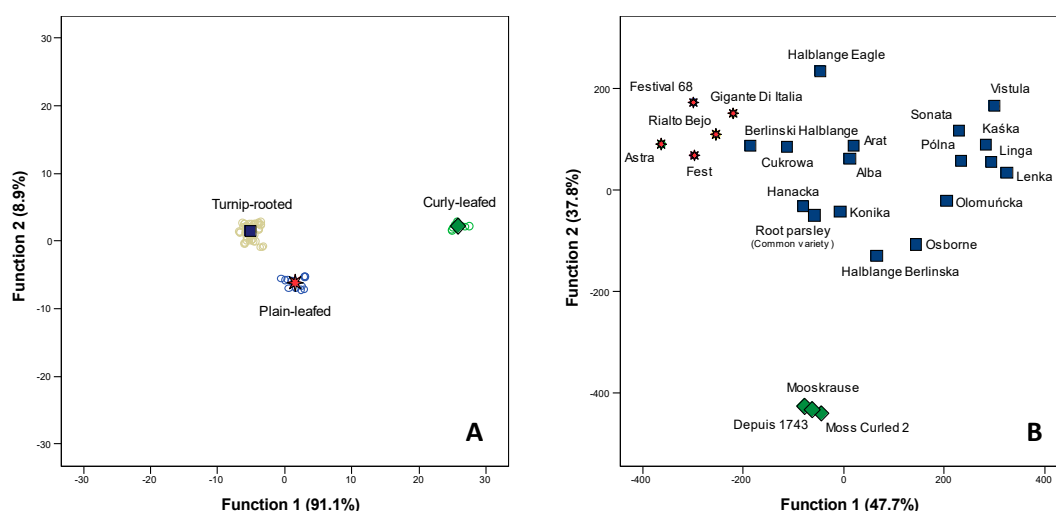 30
20
10
0
-10
-20
-30
-30
-20
-10
0
10
20
30
Function 2 (8.9%)
Function 1 (91.1%)
Turnip-rooted
Curly-leafed
Plain-leafed
A
200
0
-200
-400
-400
-200
0
200
400
Function 2 (37.8%)
Function 1 (47.7%)
Halblange Eagle
Festival 68
Gigante Di Italia
Vistula
Rialto Bejo
Berlinski Halblange
Sonata
Kaśka
Arat
Pólna
Linga
Astra
Fest
Cukrowa
Alba
Lenka
Hanacka
Konika
Olomuńcka
Root parsley
(Common variety)
Osborne
Halblange Berlinska
Mooskrause
Depuis 1743
Moss Curled 2
B